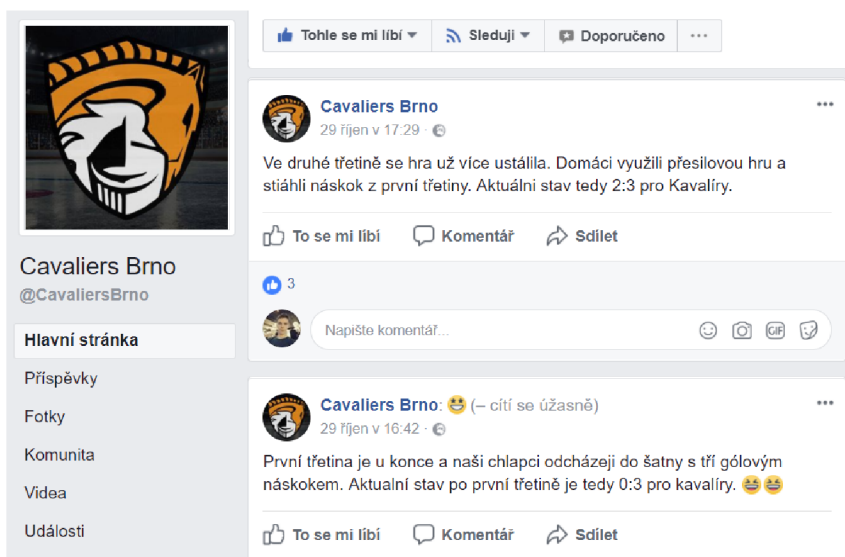 Tohle se mi líbí
Sleduji
Doporučeno
Cavaliers Brno
@CavaliersBrno
Hlavní stránka
Příspěvky
Fotky
Komunita
Videa
Události
Cavaliers Brno
29 říjen v 17:29 ·
Ve druhé třetině se hra už více ustálila. Domáci využili přesilovou hru a
stiáhli náskok z první třetiny. Aktuálni stav tedy 2:3 pro Kavalíry.
To se mi líbí
Komentář
Sdílet
3
Napište komentář...
GIF
Cavaliers Brno: 😆 (– cítí se úžasně)
29 říjen v 16:42 ·
První třetina je u konce a naši chlapci odcházeji do šatny s tří gólovým
náskokem. Aktualní stav po první třetině je tedy 0:3 pro kavalíry. 😆😆
To se mi líbí
Komentář
Sdílet